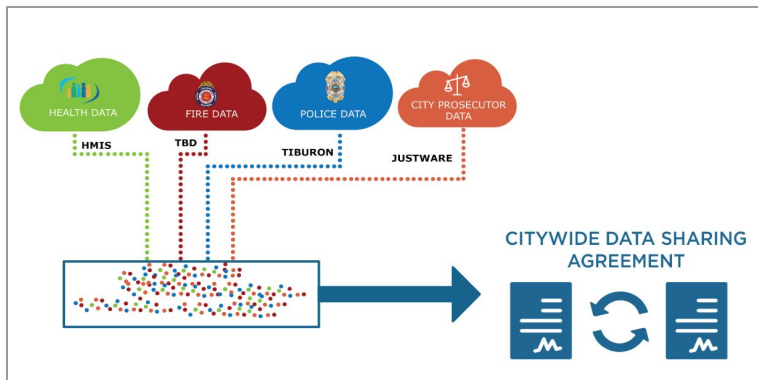 HEALTH DATA
FIRE DATA
POLICE DATA
CITY PROSECUTOR
DATA
HMIS
TBD
TIBURON
JUSTWARE
CITYWIDE DATA SHARING
AGREEMENT